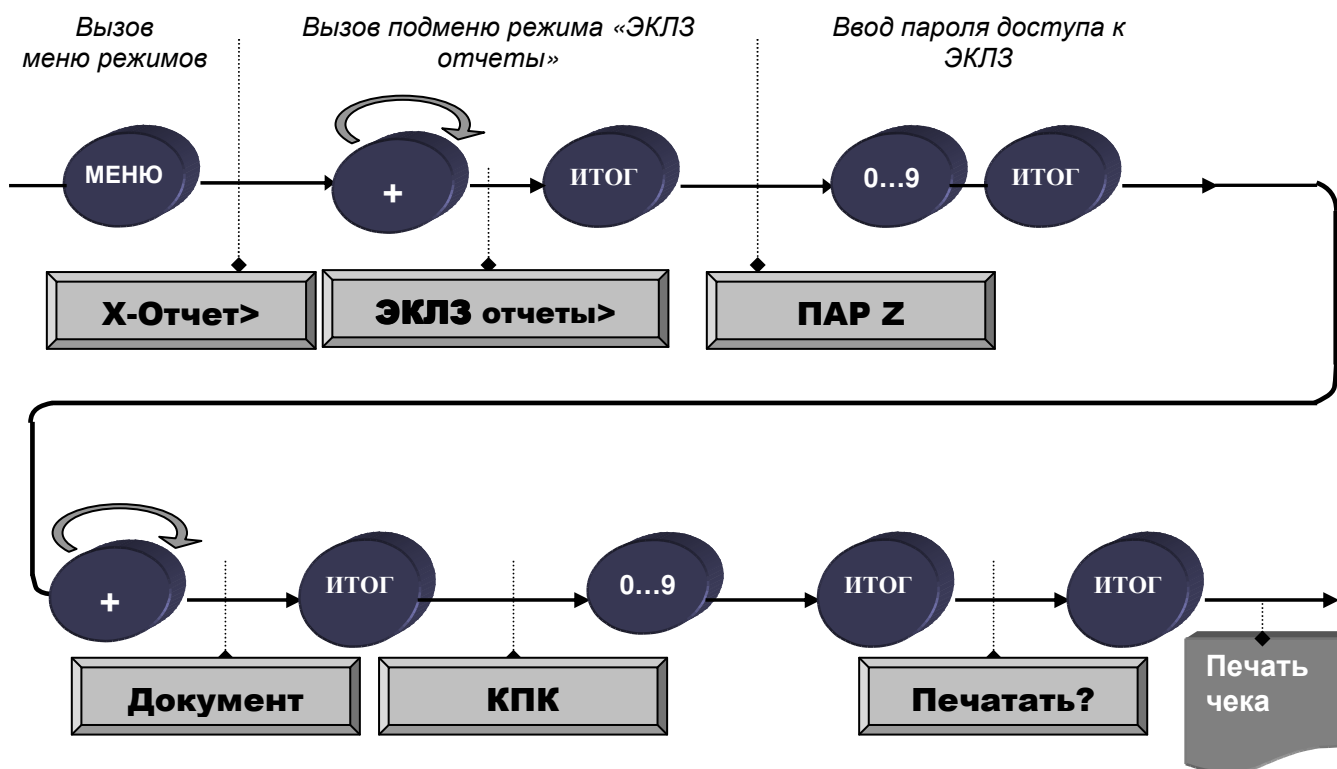 Вызов
меню режимов
Вызов подменю режима «ЭКЛЗ
отчеты»
Ввод пароля доступа к
ЭКЛЗ
МЕНЮ
+
ИТОГ
0...9
ИТОГ
X-Отчет>
ЭКЛЗ отчеты>
ПАР Z
+
ИТОГ
0...9
ИТОГ
ИТОГ
Документ
КПК
Печатать?
Печать
чека